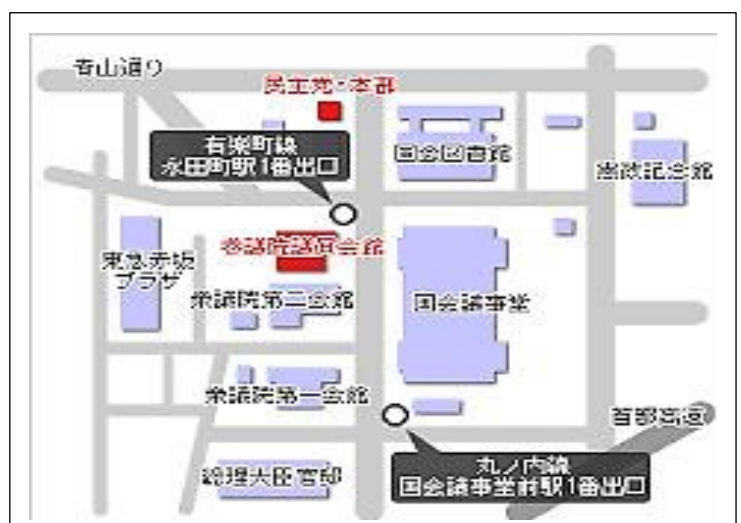 青山通り
民主党・本部
有楽町線
永田町駅1番出口
国会図書館
憲政記念館
参議院議員会館
東急赤坂
プラザ
衆議院第二会館
国会議事堂
衆議院第一会館
首都高速
丸ノ内線
国会議事堂前駅1番出口
総理大臣官邸